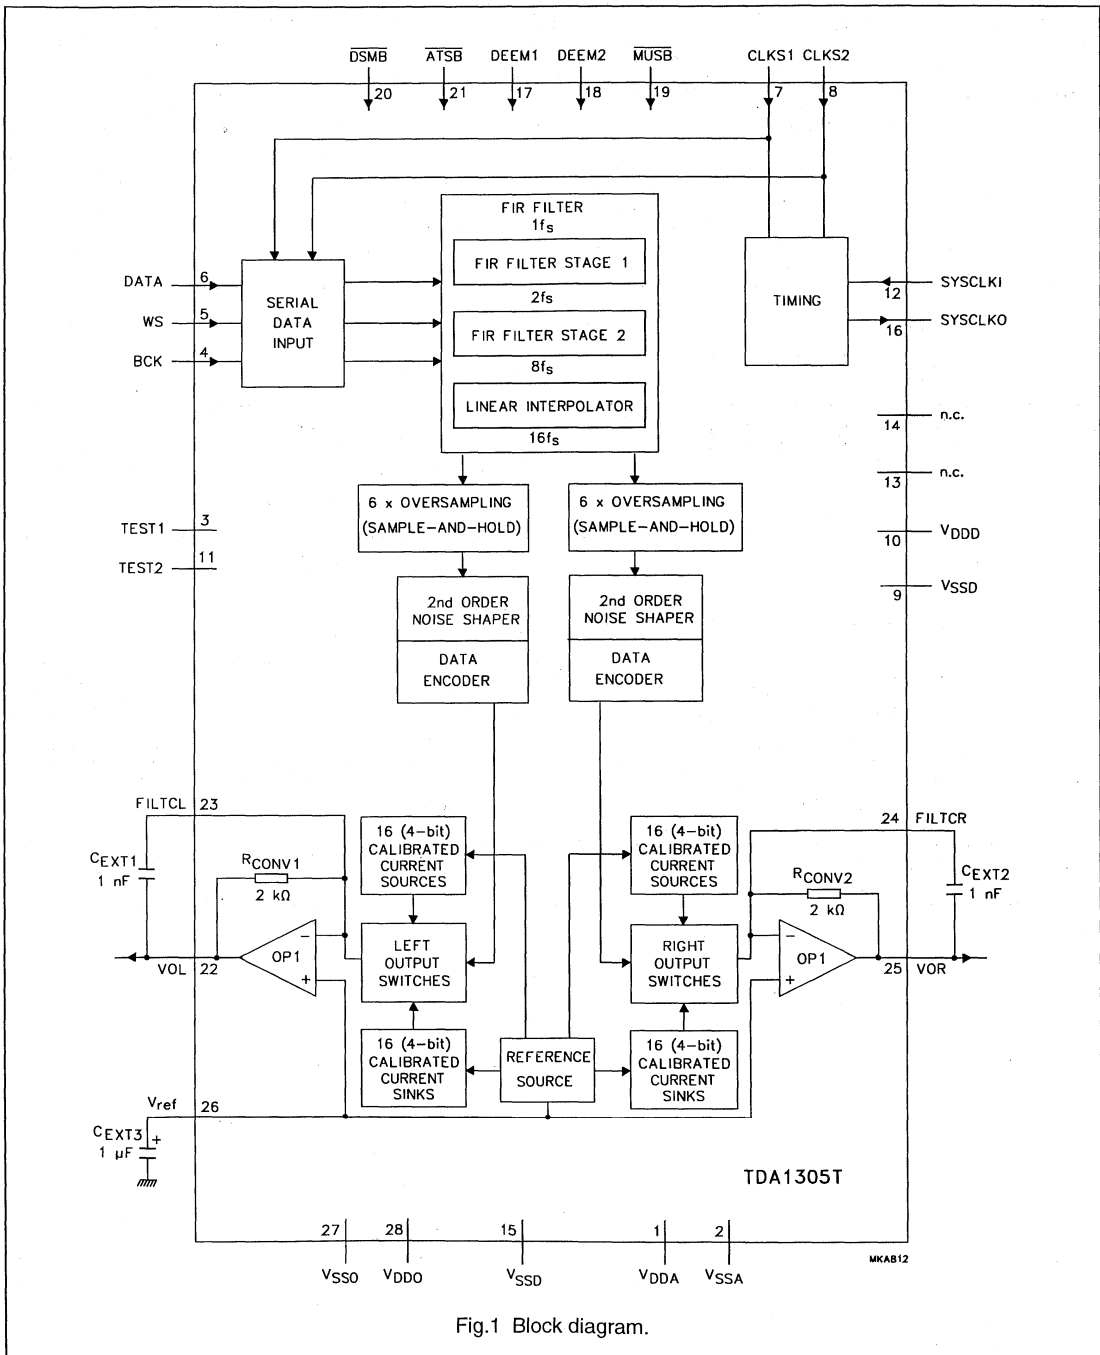 DSMB ATSB DEEM1 DEEM2 MUSB CLKS1 CLKS2
20 21 17 18 19 7 8
FIR FILTER
1fs
FIR FILTER STAGE 1
2fs
FIR FILTER STAGE 2
8fs
LINEAR INTERPOLATOR
16fs
DATA 6
WS 5
BCK 4
SERIAL
DATA
INPUT
TIMING
12 SYSCLKI
16 SYSCLKO
14 n.c.
13 n.c.
10 VDDD
9 VSSD
TEST1 3
TEST2 11
6 x OVERSAMPLING
(SAMPLE-AND-HOLD)
6 x OVERSAMPLING
(SAMPLE-AND-HOLD)
2nd ORDER
NOISE SHAPER
DATA
ENCODER
2nd ORDER
NOISE SHAPER
DATA
ENCODER
FILTCL 23
CEXT1
1 nF
RCONV1
2 kΩ
16 (4-bit)
CALIBRATED
CURRENT
SOURCES
16 (4-bit)
CALIBRATED
CURRENT
SOURCES
24 FILTCR
RCONV2
2 kΩ
CEXT2
1 nF
VOL 22
−
OP1
+
LEFT
OUTPUT
SWITCHES
RIGHT
OUTPUT
SWITCHES
−
OP1
+
25 VOR
16 (4-bit)
CALIBRATED
CURRENT
SINKS
REFERENCE
SOURCE
16 (4-bit)
CALIBRATED
CURRENT
SINKS
Vref 26
CEXT3 +
1 µF
TDA1305T
27 28 15 1 2
VSSO VDDO VSSD VDDA VSSA
MKA812
Fig.1 Block diagram.